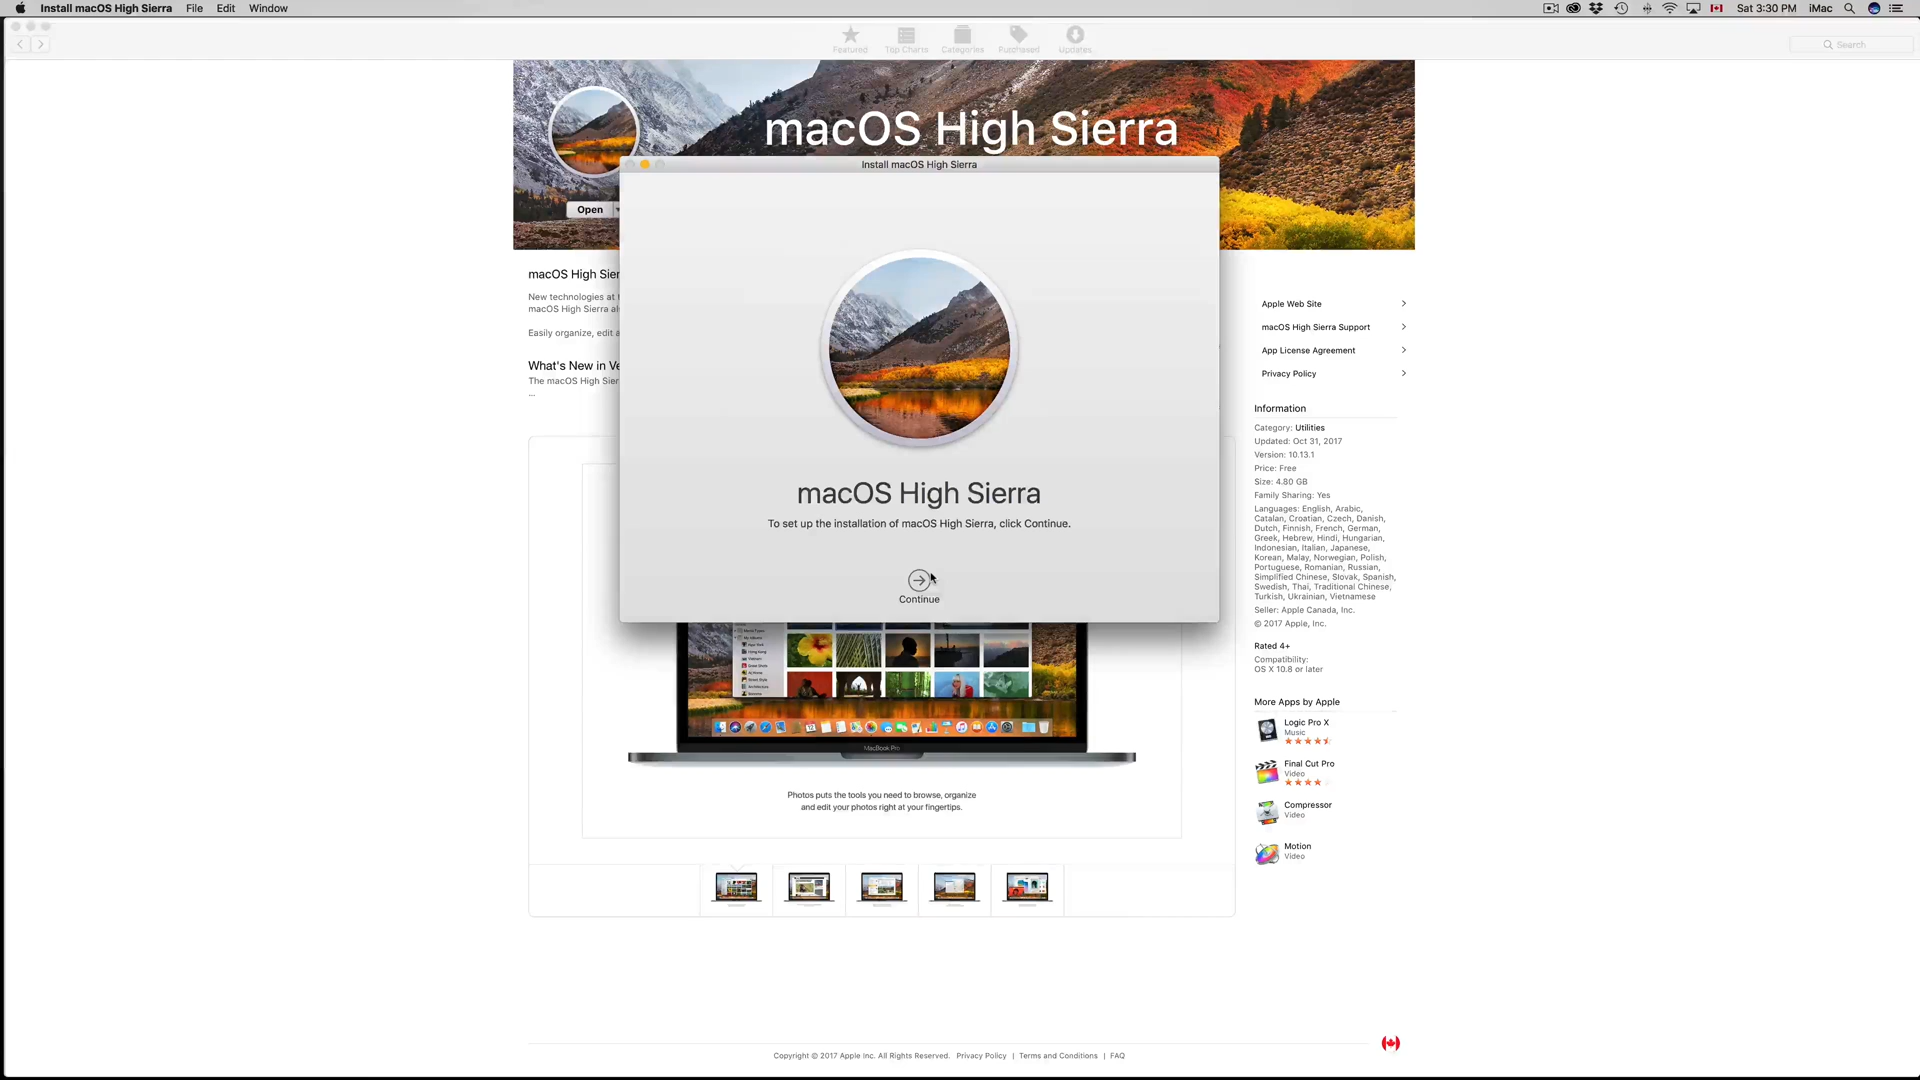 Install macOS High Sierra File Edit Window
Sat 3:30 PM iMac
Featured Top Charts Categories Purchased Updates
Search
macOS High Sierra
Install macOS High Sierra
Open
macOS High Sier
New technologies at t
macOS High Sierra al
Easily organize, edit a
What's New in Ve
The macOS High Sier
...
macOS High Sierra
To set up the installation of macOS High Sierra, click Continue.
Continue
MacBook Pro
Photos puts the tools you need to browse, organize
and edit your photos right at your fingertips.
Apple Web Site
macOS High Sierra Support
App License Agreement
Privacy Policy
Information
Category: Utilities
Updated: Oct 31, 2017
Version: 10.13.1
Price: Free
Size: 4.80 GB
Family Sharing: Yes
Languages: English, Arabic,
Catalan, Croatian, Czech, Danish,
Dutch, Finnish, French, German,
Greek, Hebrew, Hindi, Hungarian,
Indonesian, Italian, Japanese,
Korean, Malay, Norwegian, Polish,
Portuguese, Romanian, Russian,
Simplified Chinese, Slovak, Spanish,
Swedish, Thai, Traditional Chinese,
Turkish, Ukrainian, Vietnamese
Seller: Apple Canada, Inc.
© 2017 Apple, Inc.
Rated 4+
Compatibility:
OS X 10.8 or later
More Apps by Apple
Logic Pro X
Music
Final Cut Pro
Video
Compressor
Video
Motion
Video
Copyright © 2017 Apple Inc. All Rights Reserved. Privacy Policy | Terms and Conditions | FAQ